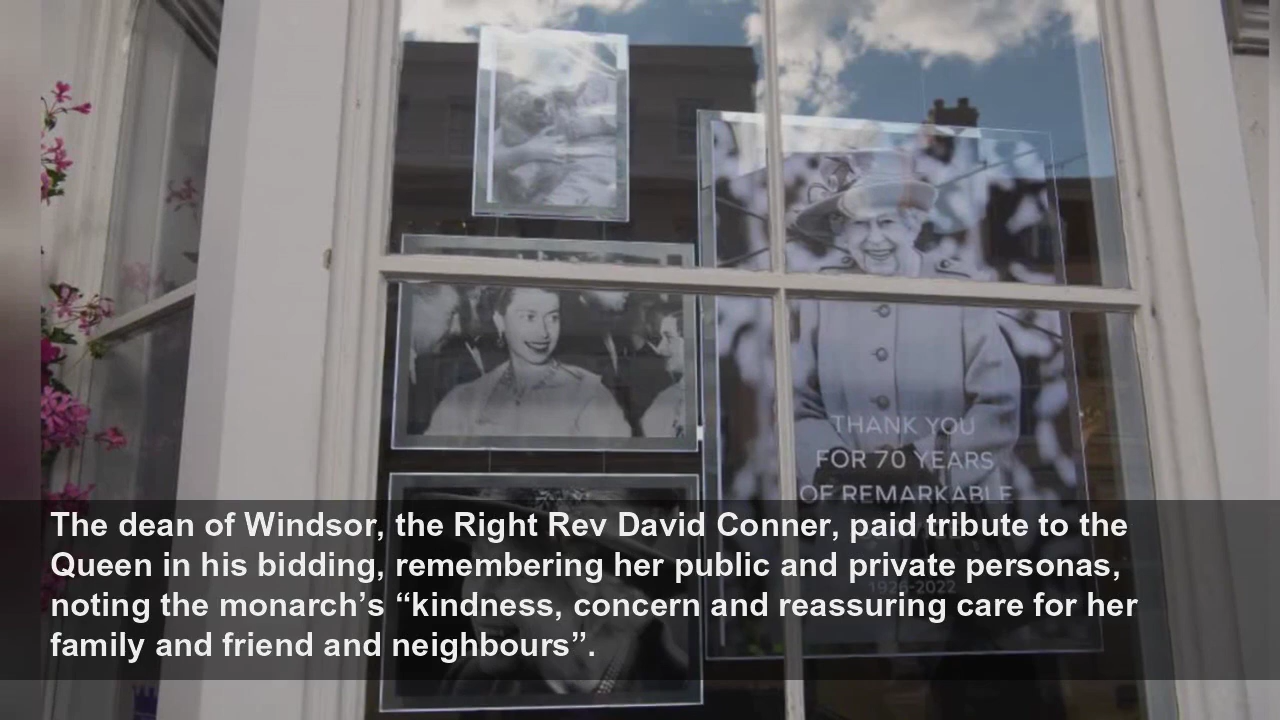 THANK YOU
FOR 70 YEARS
OF REMARKABLE
1926-2022
The dean of Windsor, the Right Rev David Conner, paid tribute to the
Queen in his bidding, remembering her public and private personas,
noting the monarch’s “kindness, concern and reassuring care for her
family and friend and neighbours”.